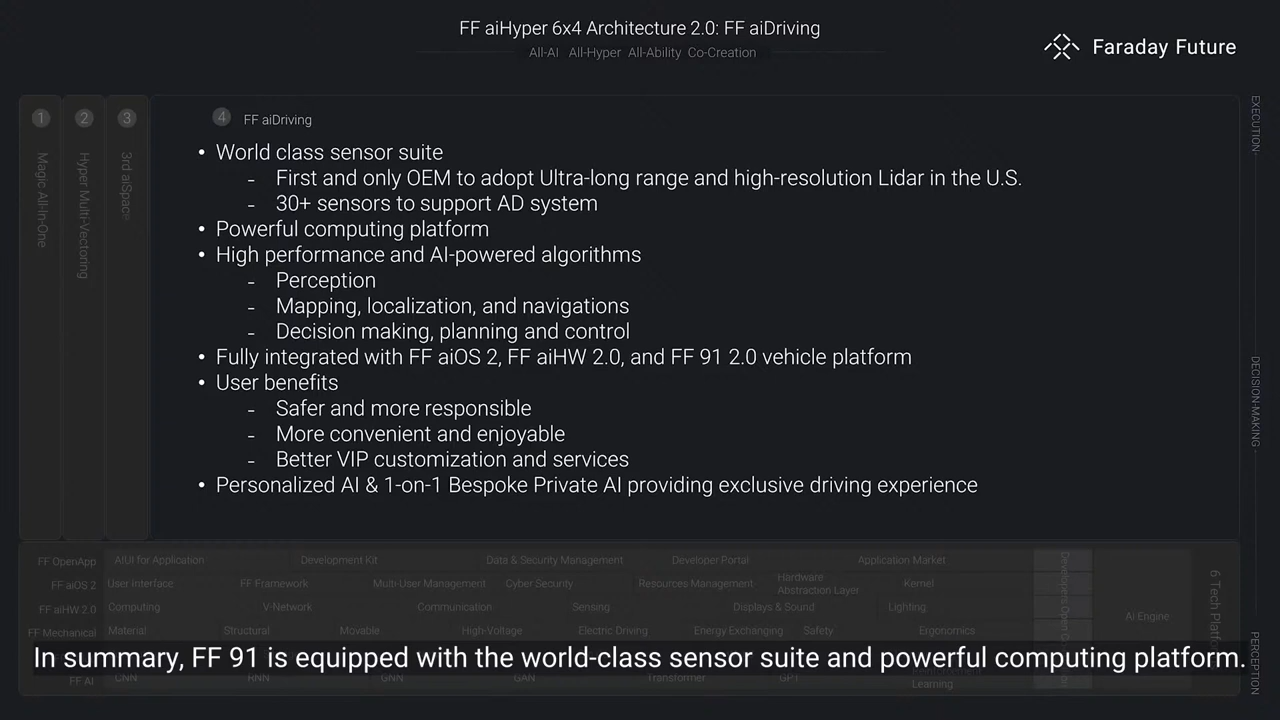 FF aiHyper 6x4 Architecture 2.0: FF aiDriving
All-AI All-Hyper All-Ability Co-Creation
Faraday Future
1
Magic All-In-One
2
Hyper Multi-Vectoring
3
3rd aiSpace
4 FF aiDriving
• World class sensor suite
- First and only OEM to adopt Ultra-long range and high-resolution Lidar in the U.S.
- 30+ sensors to support AD system
• Powerful computing platform
• High performance and AI-powered algorithms
- Perception
- Mapping, localization, and navigations
- Decision making, planning and control
• Fully integrated with FF aiOS 2, FF aiHW 2.0, and FF 91 2.0 vehicle platform
• User benefits
- Safer and more responsible
- More convenient and enjoyable
- Better VIP customization and services
• Personalized AI & 1-on-1 Bespoke Private AI providing exclusive driving experience
EXECUTION
DECISION-MAKING
PERCEPTION
FF OpenApp AIUI for Application Development Kit Data & Security Management Developer Portal Application Market
FF aiOS 2 User Interface FF Framework Multi-User Management Cyber Security Resources Management Hardware Abstraction Layer Kernel
FF aiHW 2.0 Computing V-Network Communication Sensing Displays & Sound Lighting
FF Mechanical Material Structural Movable High-Voltage Electric Driving Energy Exchanging Safety Ergonomics
FF AI CNN RNN GNN GAN Transformer GPT Learning
Developers Open
AI Engine
6 Tech
In summary, FF 91 is equipped with the world-class sensor suite and powerful computing platform.